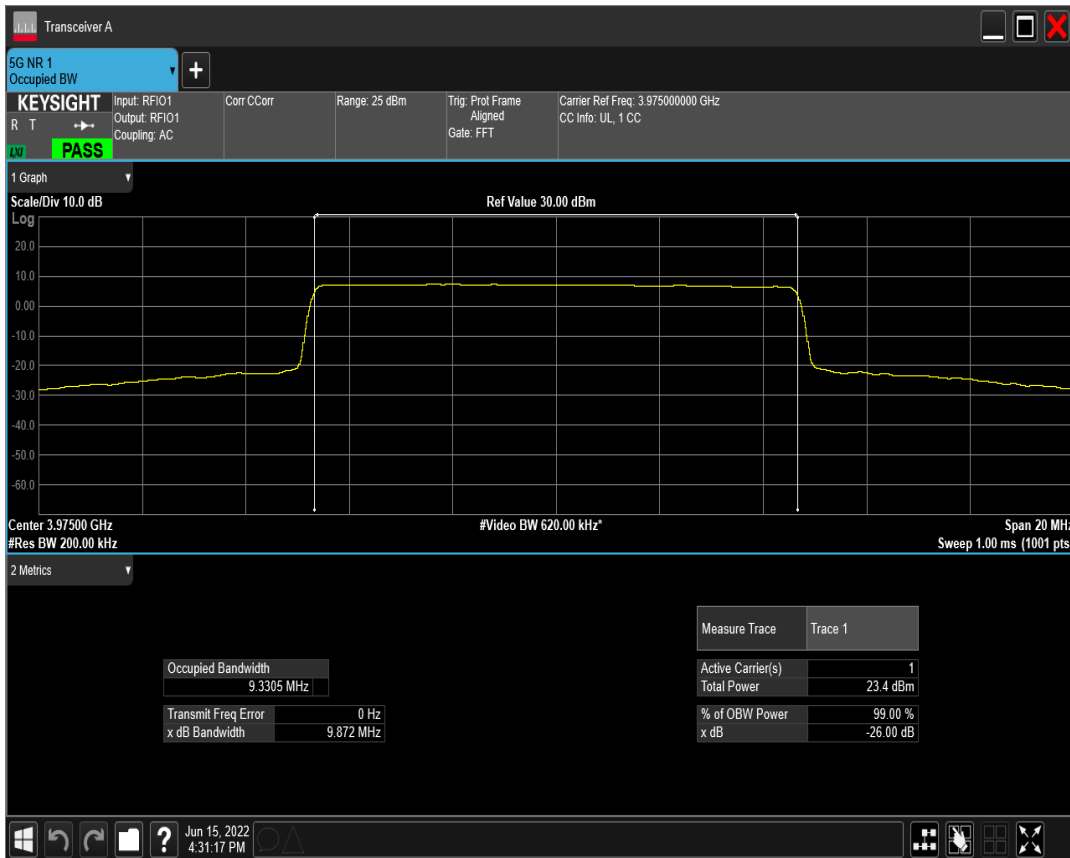 Transceiver A
5G NR 1
Occupied BW
KEYSIGHT
R T
LXI
PASS
Input: RFIO1
Output: RFIO1
Coupling: AC
Corr CCorr
Range: 25 dBm
Trig: Prot Frame
Aligned
Gate: FFT
Carrier Ref Freq: 3.975000000 GHz
CC Info: UL, 1 CC
1 Graph
Scale/Div 10.0 dB
Ref Value 30.00 dBm
Log
20.0
10.0
0.00
-10.0
-20.0
-30.0
-40.0
-50.0
-60.0
Center 3.97500 GHz
#Video BW 620.00 kHz*
Span 20 MHz
#Res BW 200.00 kHz
Sweep 1.00 ms (1001 pts
2 Metrics
Measure Trace Trace 1
Occupied Bandwidth
9.3305 MHz
Active Carrier(s) 1
Total Power 23.4 dBm
Transmit Freq Error 0 Hz
x dB Bandwidth 9.872 MHz
% of OBW Power 99.00 %
x dB -26.00 dB
?
Jun 15, 2022
4:31:17 PM